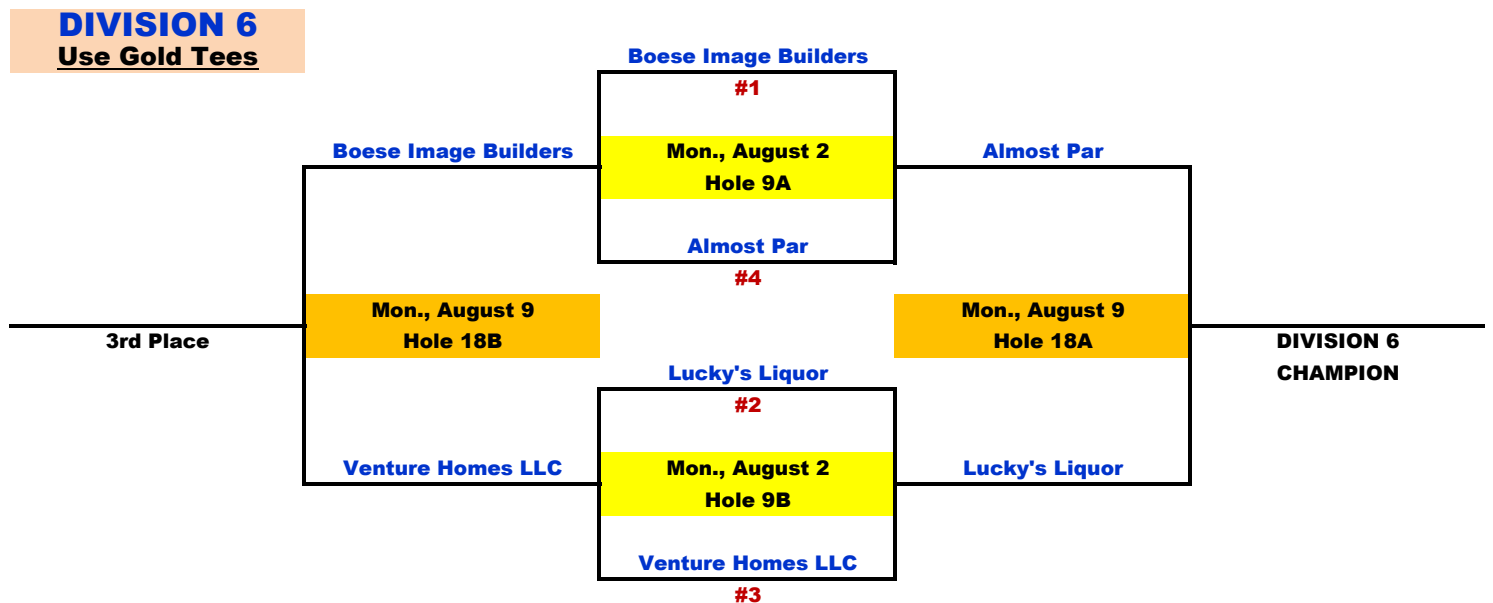 DIVISION 6
Use Gold Tees
Boese Image Builders
#1
Boese Image Builders
Mon., August 2
Almost Par
Hole 9A
Almost Par
#4
Mon., August 9
Mon., August 9
3rd Place
Hole 18B
Hole 18A
DIVISION 6
Lucky's Liquor
CHAMPION
#2
Venture Homes LLC
Mon., August 2
Lucky's Liquor
Hole 9B
Venture Homes LLC
#3